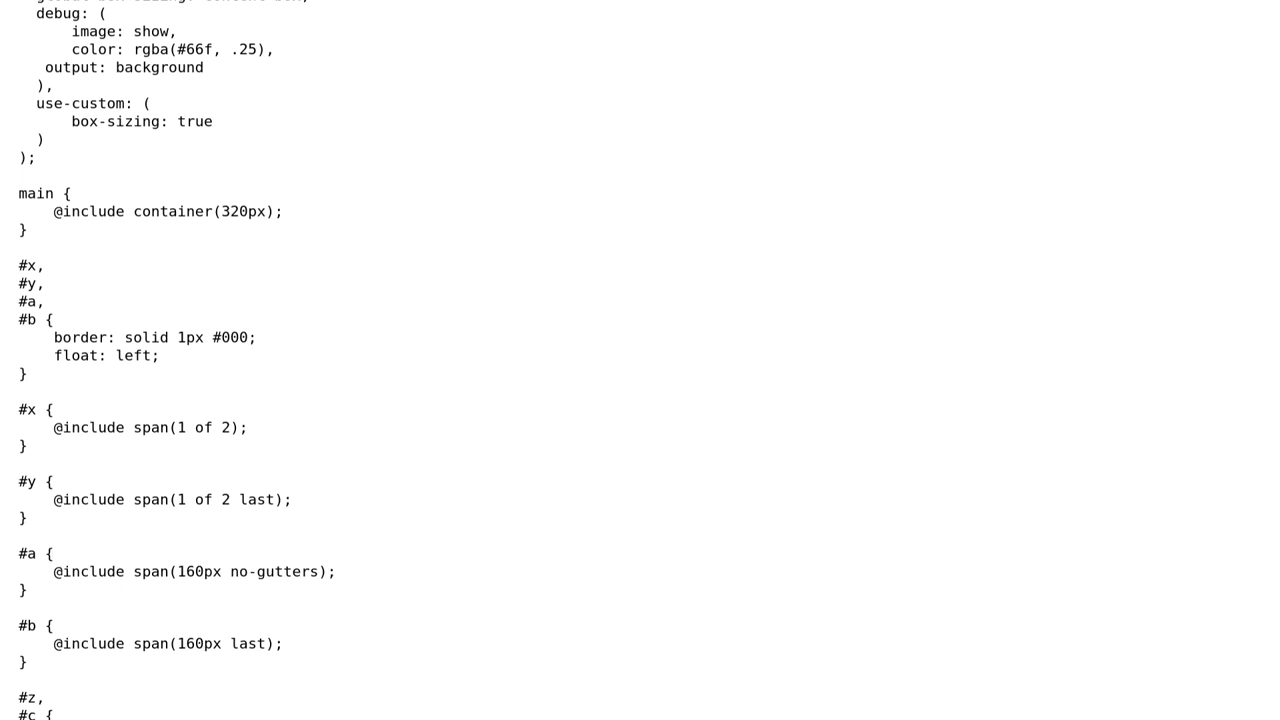 debug: (
image: show,
color: rgba(#66f, .25),
output: background
),
use-custom: (
box-sizing: true
)
);
main {
@include container(320px);
}
#x,
#y,
#a,
#b {
border: solid 1px #000;
float: left;
}
#x {
@include span(1 of 2);
}
#y {
@include span(1 of 2 last);
}
#a {
@include span(160px no-gutters);
}
#b {
@include span(160px last);
}
#z,
#c {